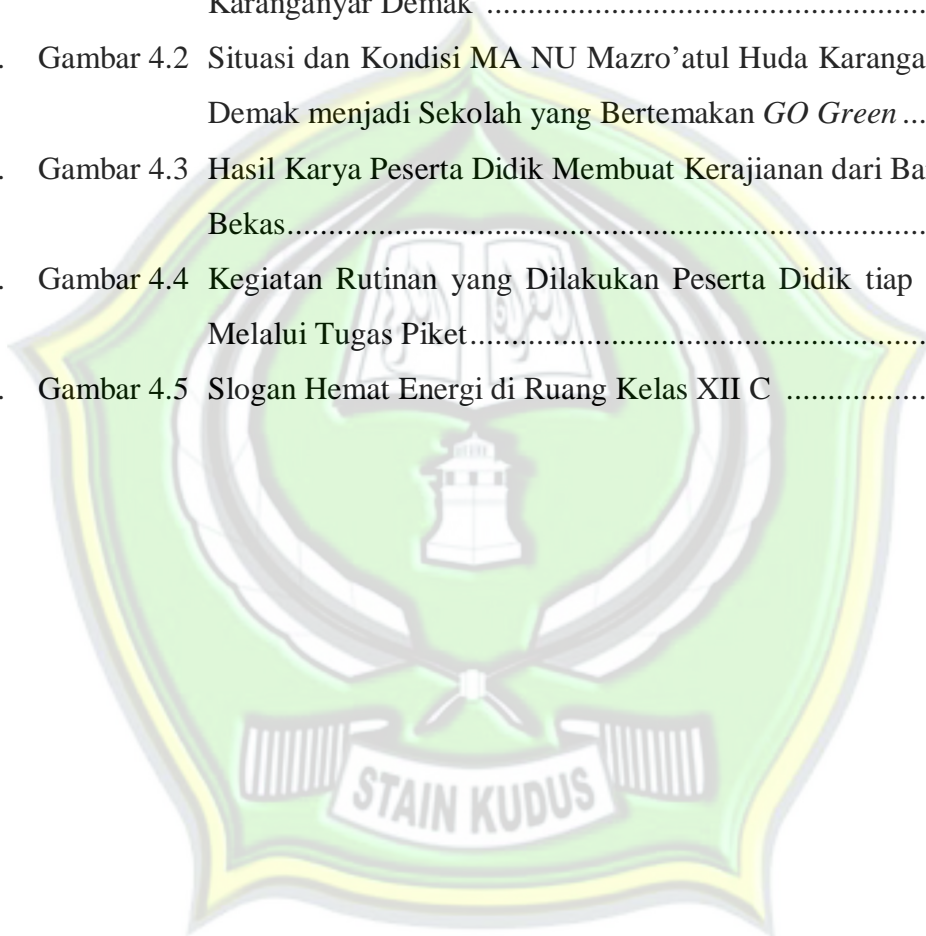 Karanganyar Demak ......................................................
. Gambar 4.2 Situasi dan Kondisi MA NU Mazro’atul Huda Karanga
Demak menjadi Sekolah yang Bertemakan GO Green ...
. Gambar 4.3 Hasil Karya Peserta Didik Membuat Kerajianan dari Ba
Bekas..............................................................................
. Gambar 4.4 Kegiatan Rutinan yang Dilakukan Peserta Didik tiap
Melalui Tugas Piket........................................................
. Gambar 4.5 Slogan Hemat Energi di Ruang Kelas XII C .................
STAIN KUDUS